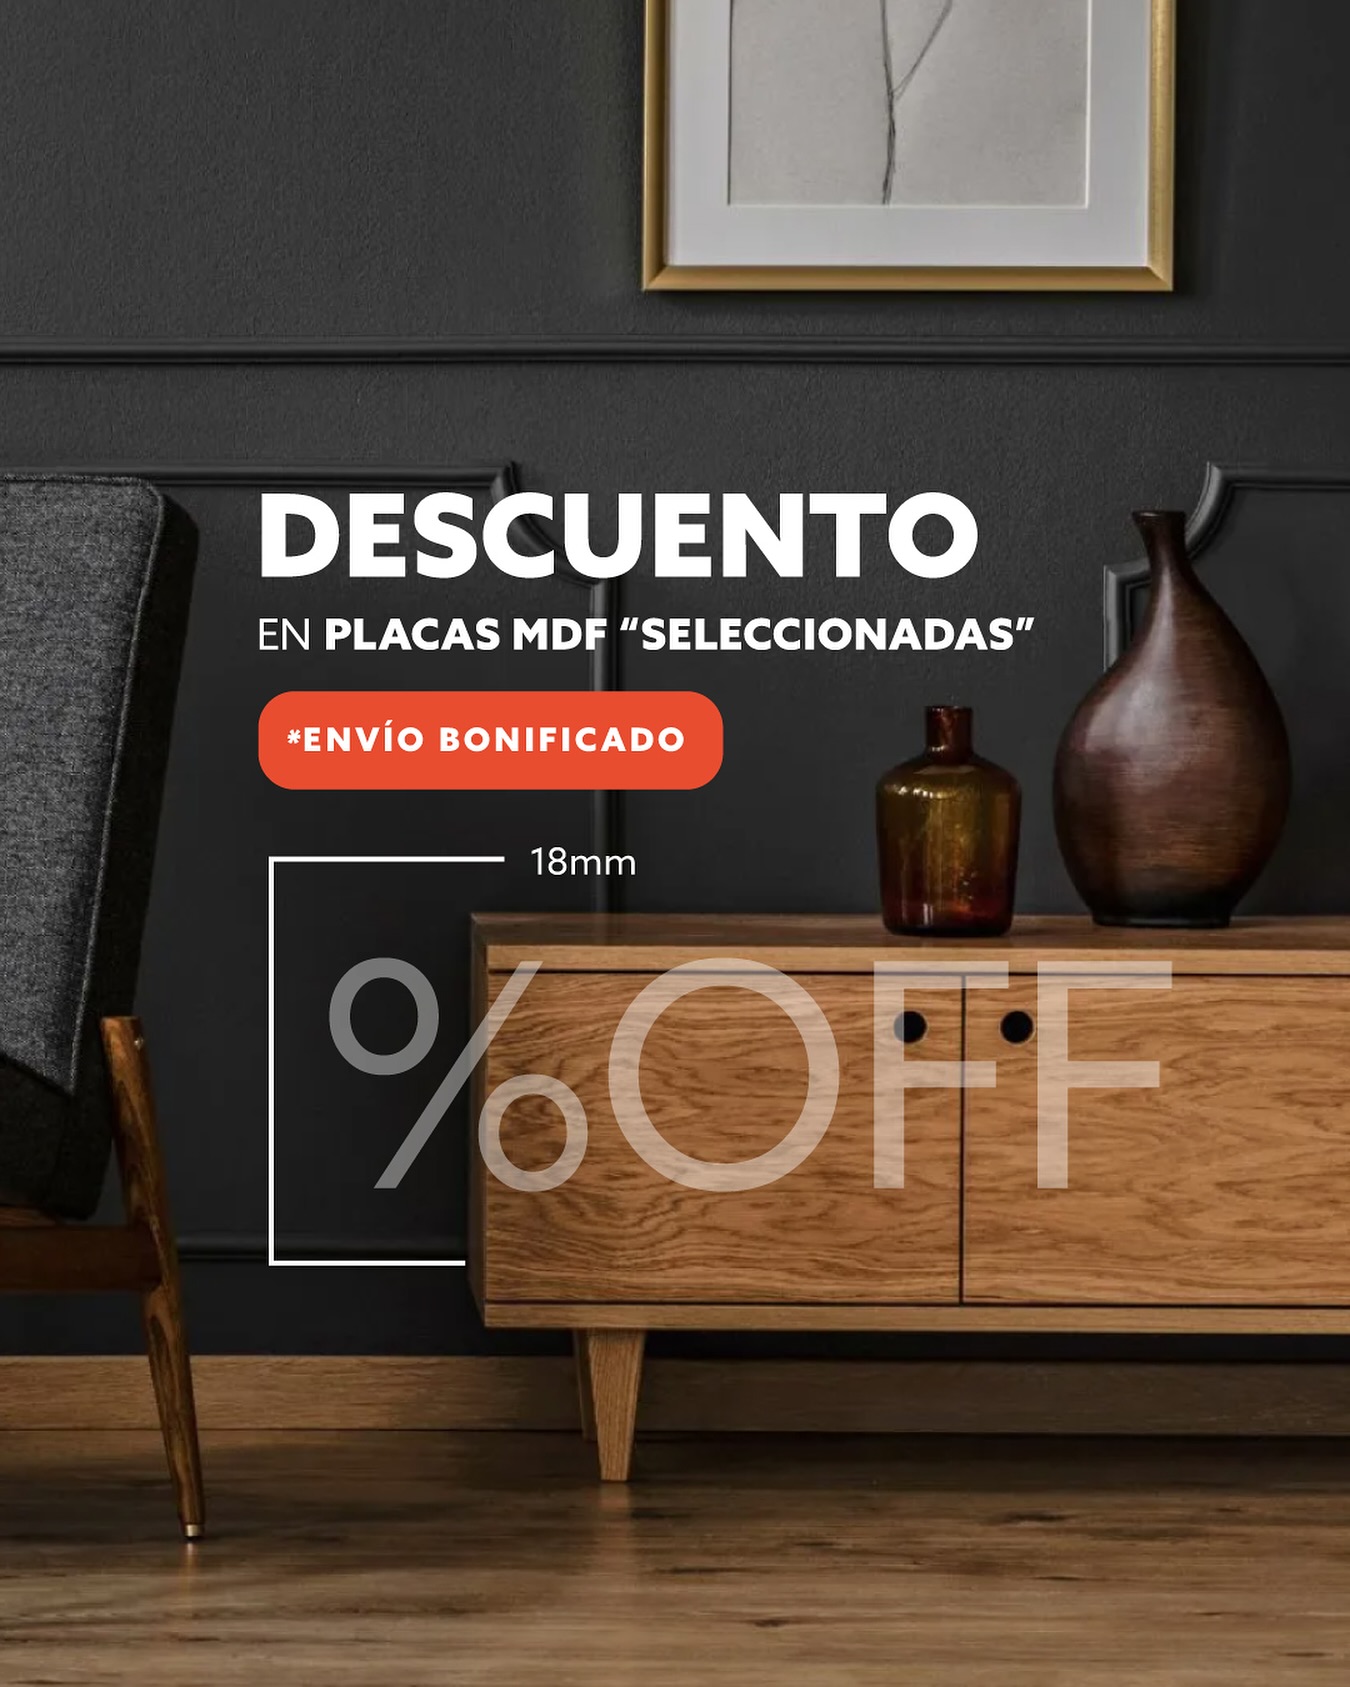 DESCUENTO
EN PLACAS MDF “SELECCIONADAS”
*ENVÍO BONIFICADO
18mm
%OFF